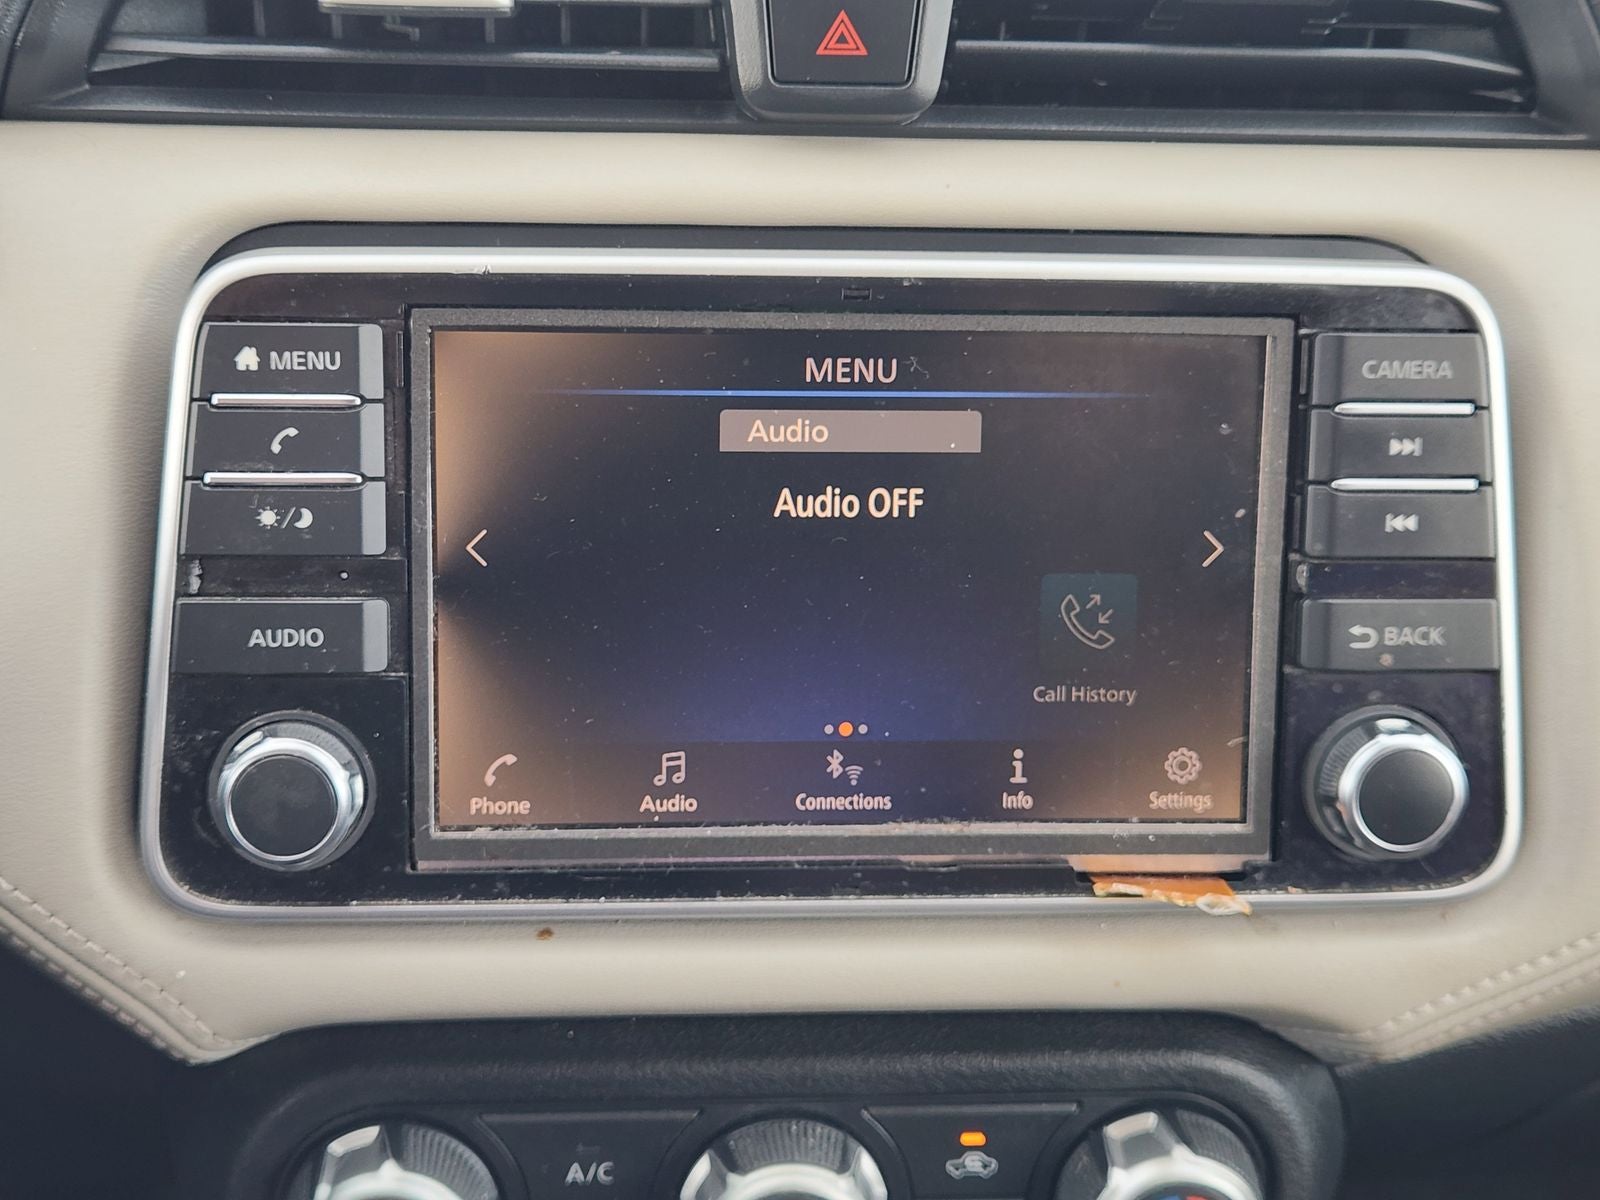 MENU
AUDIO
MENU
Audio
Audio OFF
Call History
Phone
Audio
Connections
Info
Settings
CAMERA
BACK
A/C